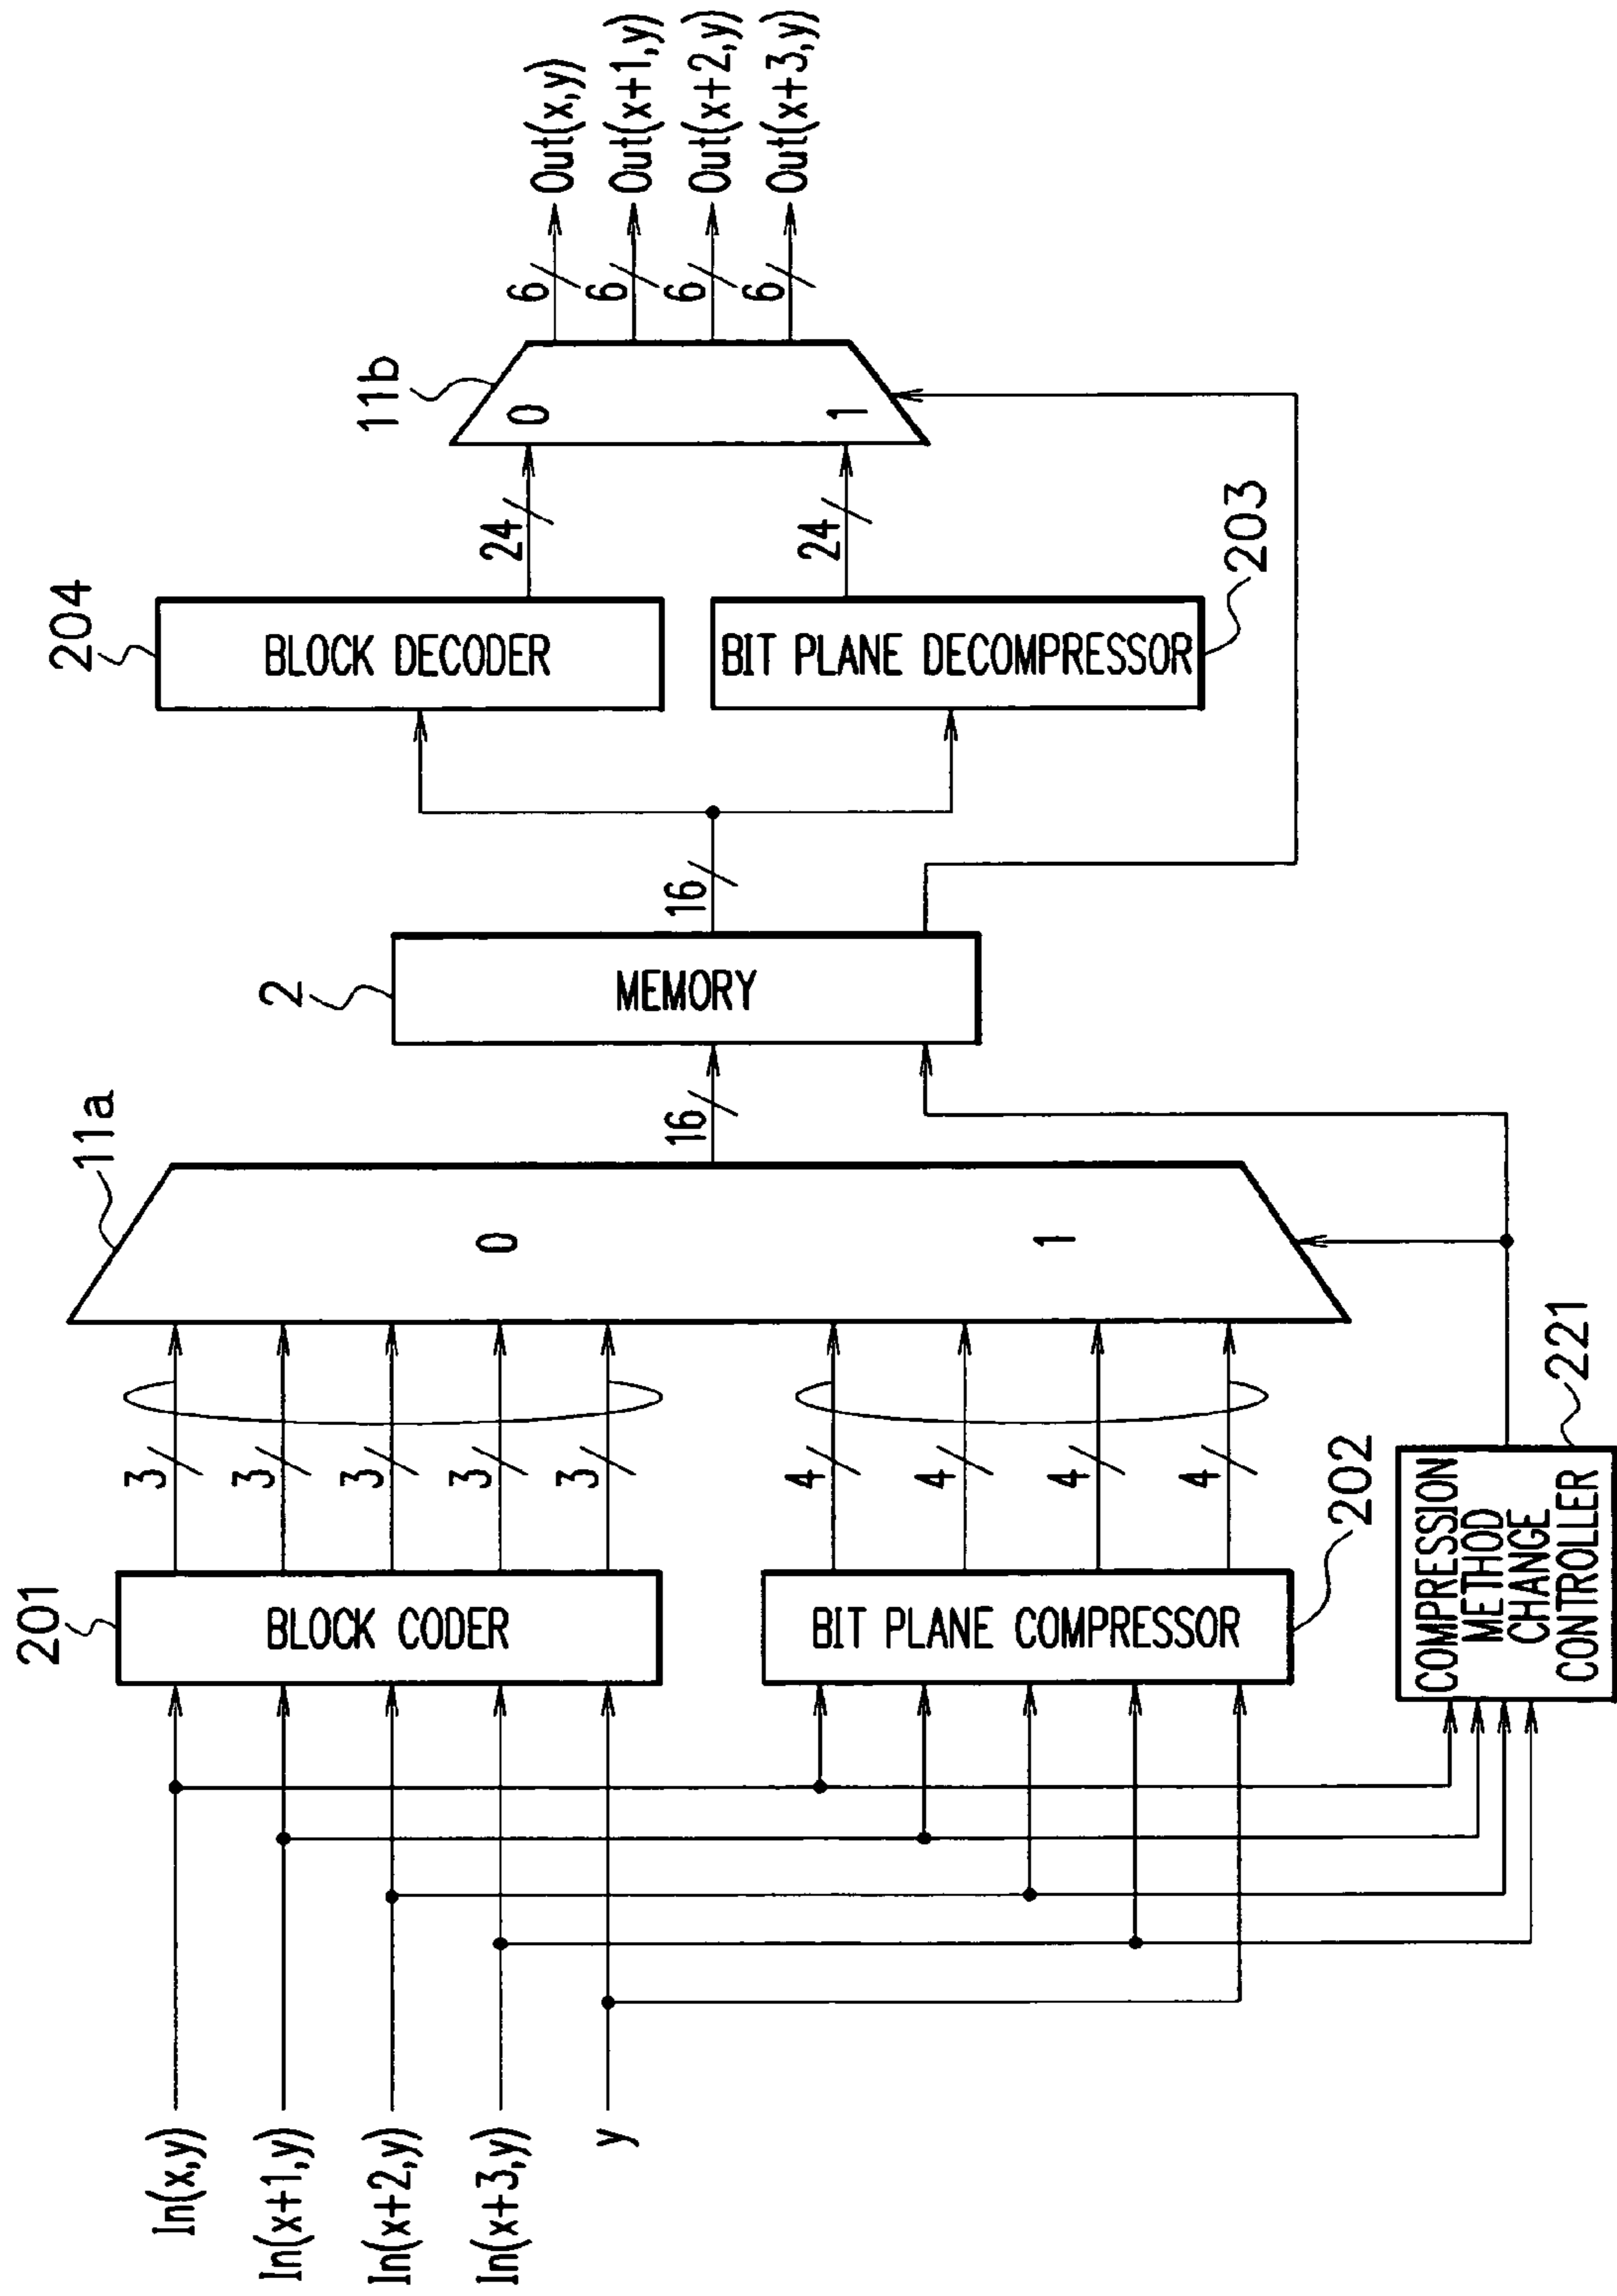 In(x,y)
In(x+1,y)
In(x+2,y)
In(x+3,y)
y
201
BLOCK CODER
3
3
3
3
3
BIT PLANE COMPRESSOR
202
4
4
4
4
COMPRESSION
METHOD
CHANGE
CONTROLLER
221
11a
0
1
16
2
MEMORY
16
204
BLOCK DECODER
24
BIT PLANE DECOMPRESSOR
203
24
11b
0
1
6
6
6
6
Out(x,y)
Out(x+1,y)
Out(x+2,y)
Out(x+3,y)